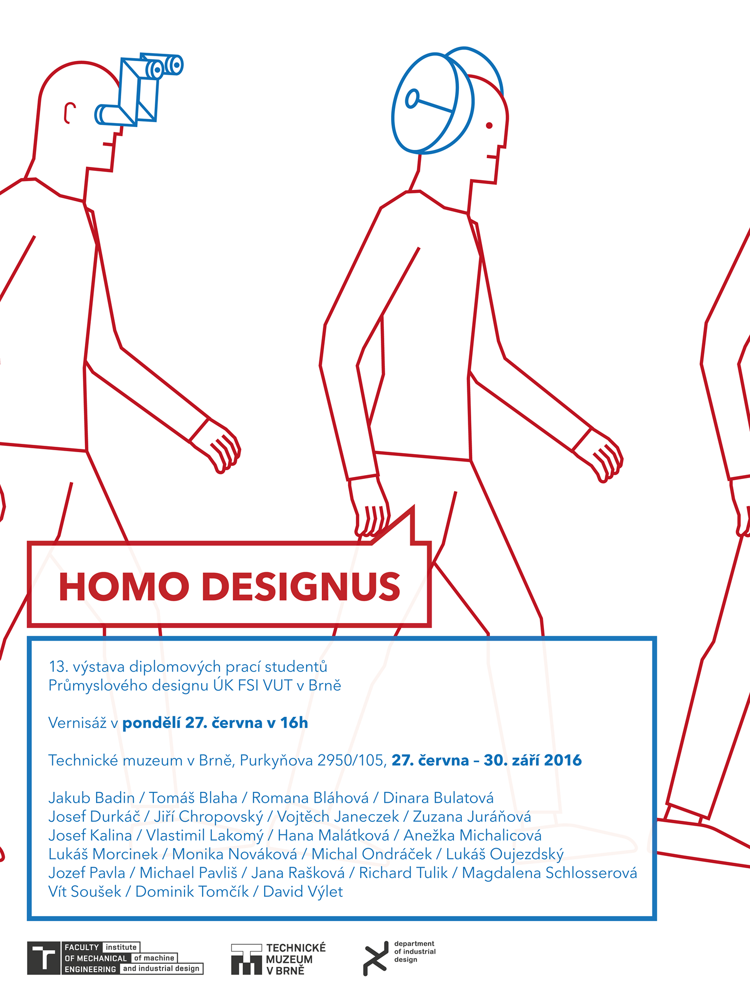 HOMO DESIGNUS
13. výstava diplomových prací studentů
Průmyslového designu ÚK FSI VUT v Brně
Vernisáž v pondělí 27. června v 16h
Technické muzeum v Brně, Purkyňova 2950/105, 27. června – 30. září 2016
Jakub Badin / Tomáš Blaha / Romana Bláhová / Dinara Bulatová
Josef Durkáč / Jiří Chropovský / Vojtěch Janeczek / Zuzana Juráňová
Josef Kalina / Vlastimil Lakomý / Hana Malátková / Anežka Michalicová
Lukáš Morcinek / Monika Nováková / Michal Ondráček / Lukáš Oujezdský
Jozef Pavla / Michael Pavliš / Jana Rašková / Richard Tulik / Magdalena Schlosserová
Vít Soušek / Dominik Tomčík / David Výlet
FACULTY institute
OF MECHANICAL of machine
ENGINEERING and industrial design
TECHNICKÉ
MUZEUM
V BRNĚ
department
of industrial
design